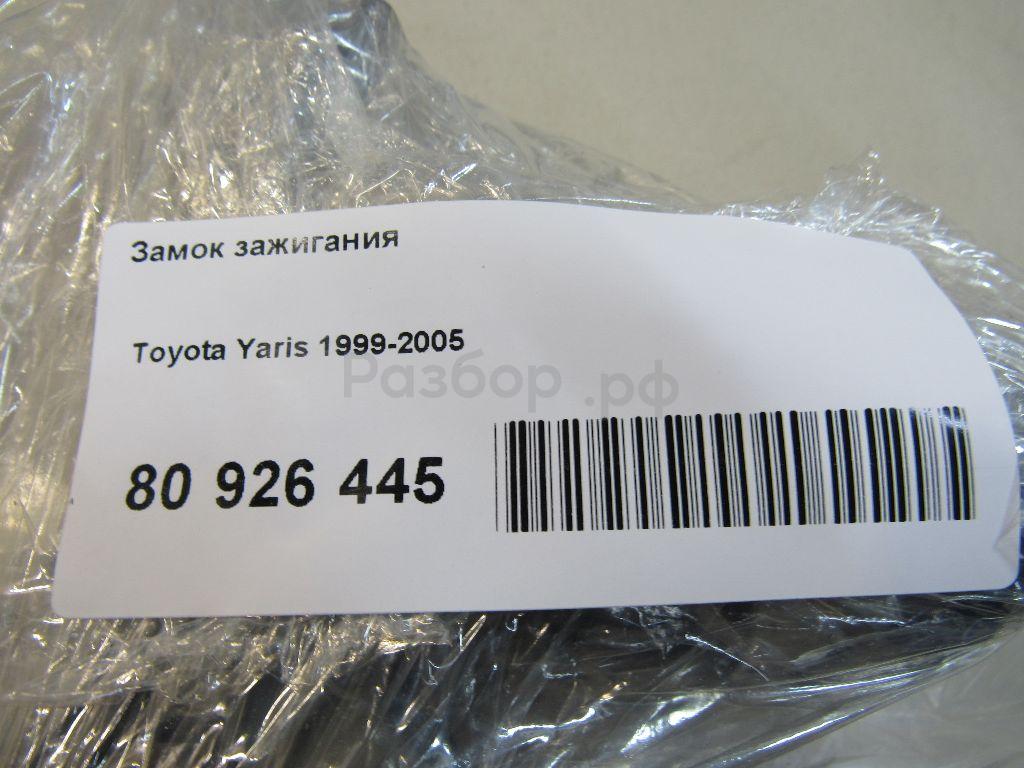 Замок зажигания
Toyota Yaris 1999-2005
Разбор.рф
80 926 445